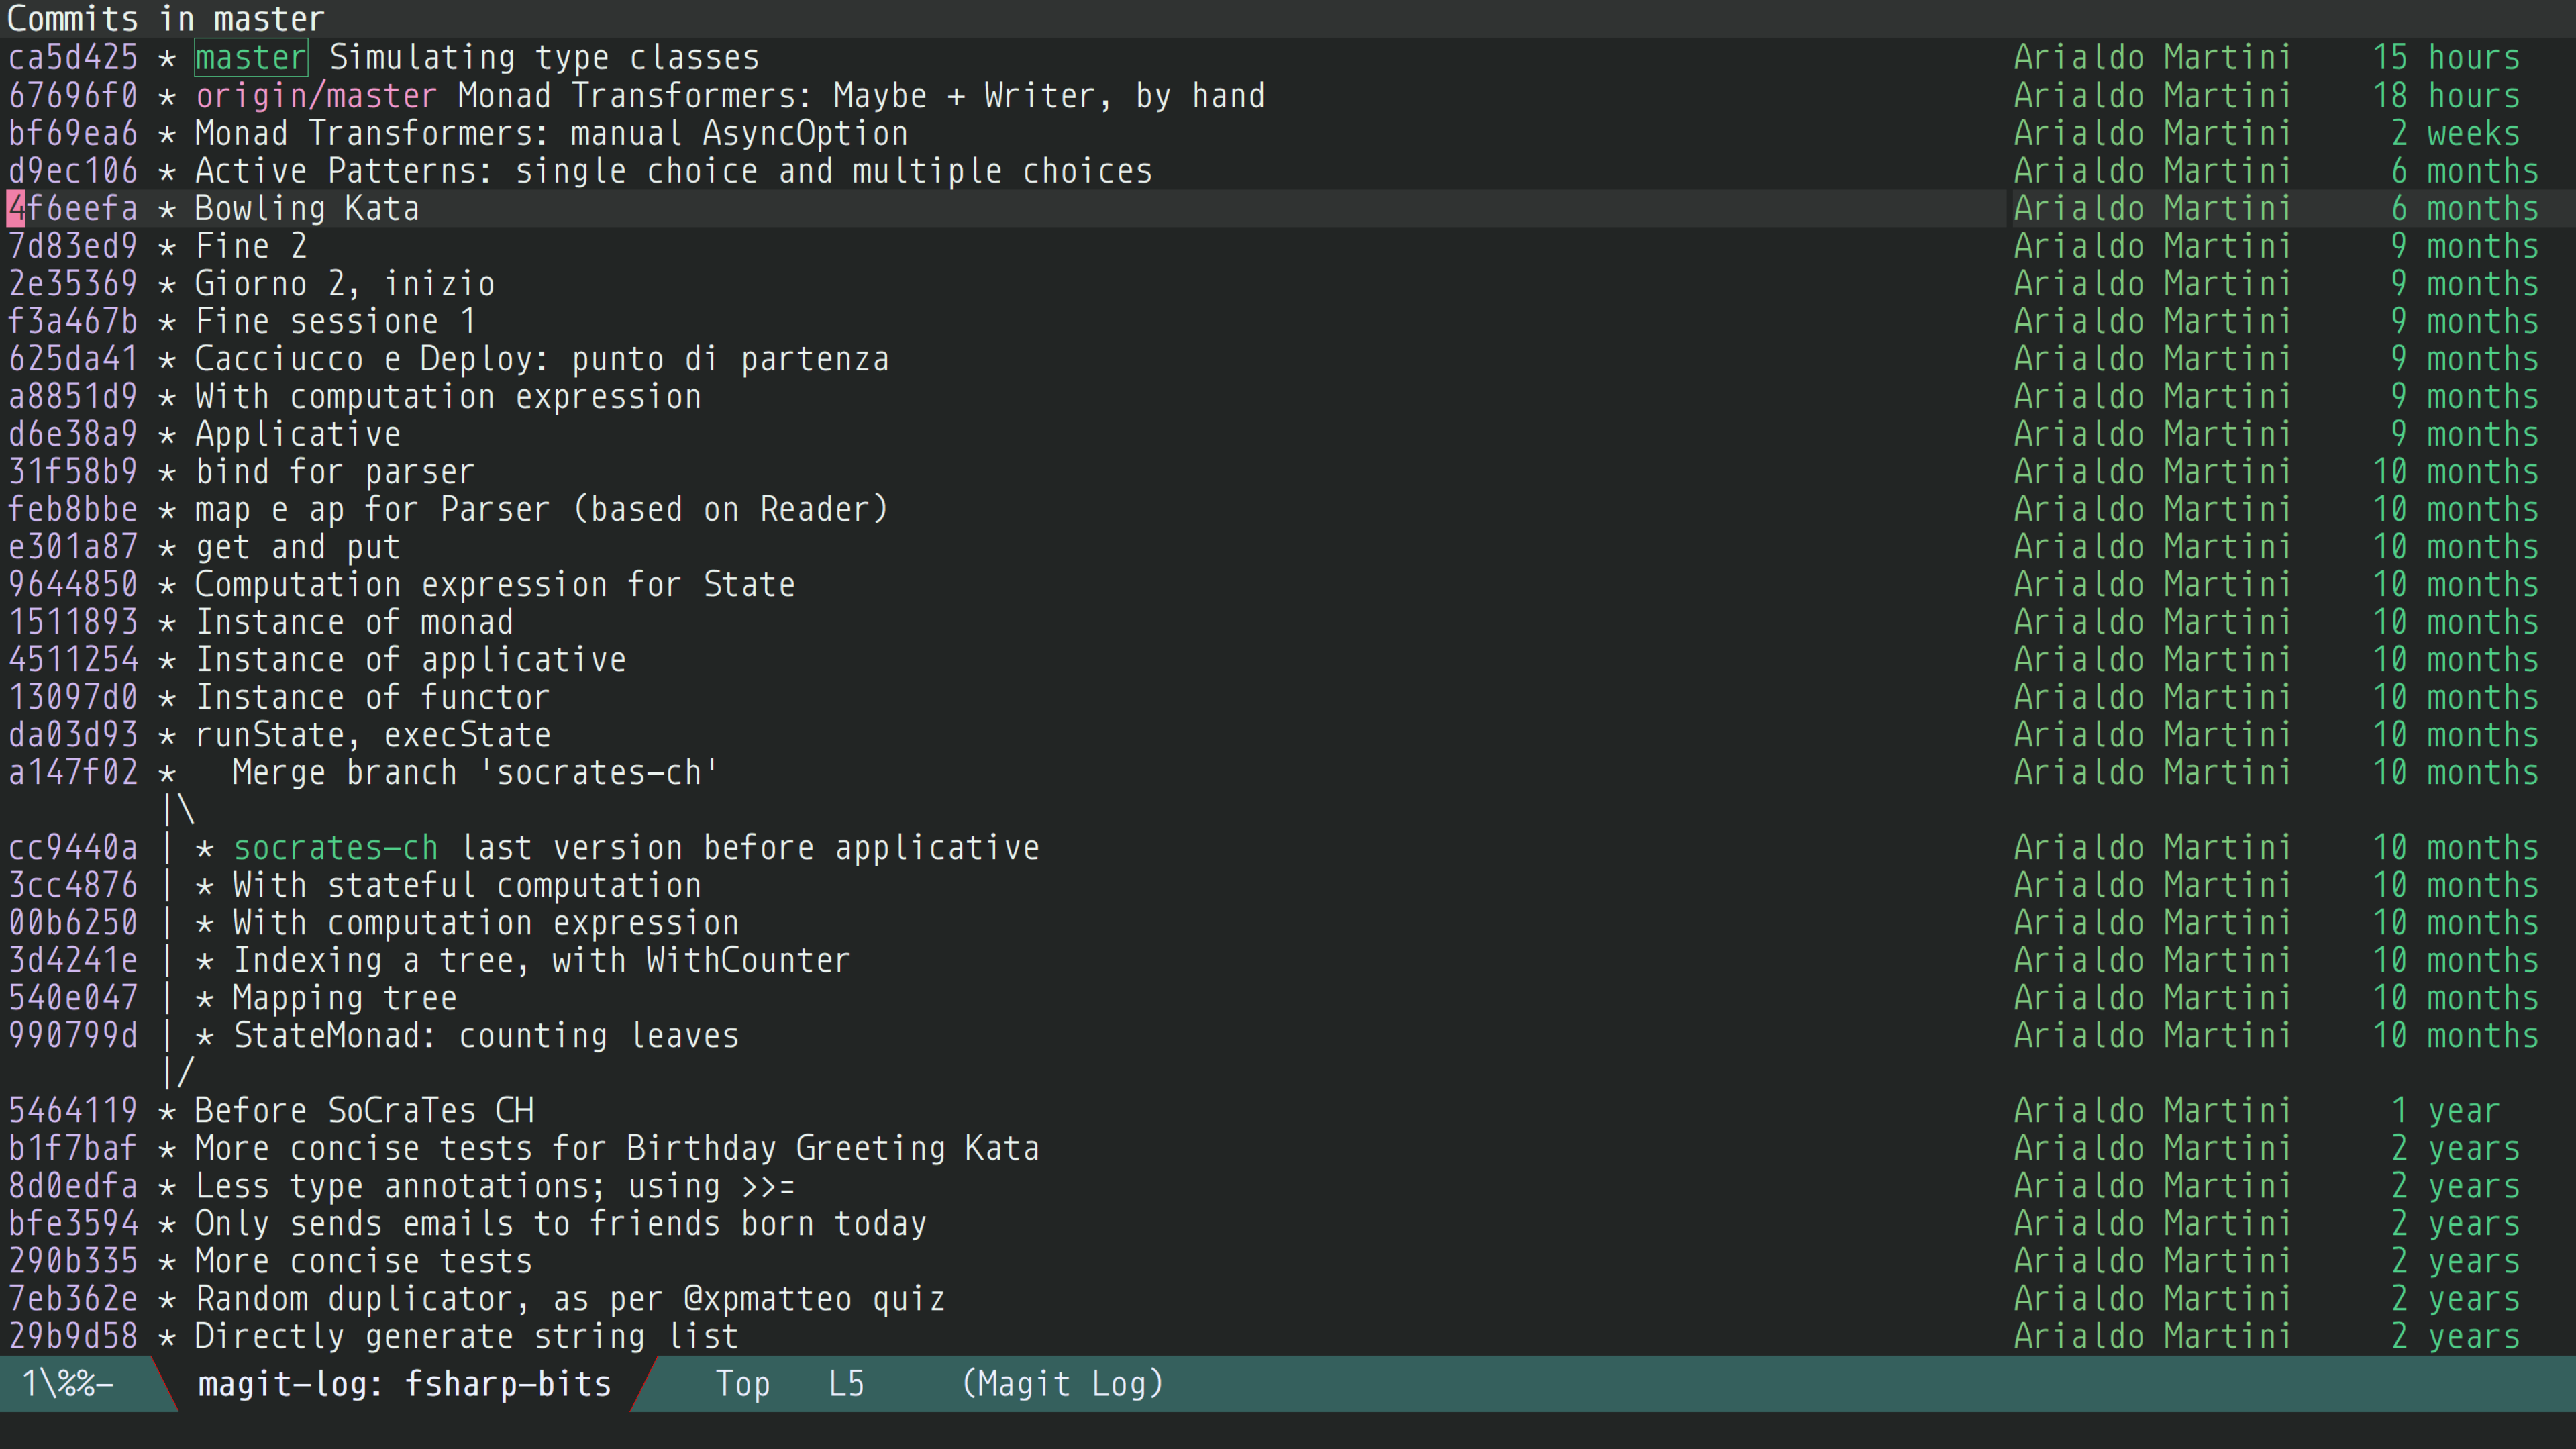 Commits in master
ca5d425 * master Simulating type classes Arialdo Martini 15 hours
67696f0 * origin/master Monad Transformers: Maybe + Writer, by hand Arialdo Martini 18 hours
bf69ea6 * Monad Transformers: manual AsyncOption Arialdo Martini 2 weeks
d9ec106 * Active Patterns: single choice and multiple choices Arialdo Martini 6 months
4f6eefa * Bowling Kata Arialdo Martini 6 months
7d83ed9 * Fine 2 Arialdo Martini 9 months
2e35369 * Giorno 2, inizio Arialdo Martini 9 months
f3a467b * Fine sessione 1 Arialdo Martini 9 months
625da41 * Cacciucco e Deploy: punto di partenza Arialdo Martini 9 months
a8851d9 * With computation expression Arialdo Martini 9 months
d6e38a9 * Applicative Arialdo Martini 9 months
31f58b9 * bind for parser Arialdo Martini 10 months
feb8bbe * map e ap for Parser (based on Reader) Arialdo Martini 10 months
e301a87 * get and put Arialdo Martini 10 months
9644850 * Computation expression for State Arialdo Martini 10 months
1511893 * Instance of monad Arialdo Martini 10 months
4511254 * Instance of applicative Arialdo Martini 10 months
13097d0 * Instance of functor Arialdo Martini 10 months
da03d93 * runState, execState Arialdo Martini 10 months
a147f02 *   Merge branch 'socrates-ch' Arialdo Martini 10 months
|\
cc9440a | * socrates-ch last version before applicative Arialdo Martini 10 months
3cc4876 | * With stateful computation Arialdo Martini 10 months
00b6250 | * With computation expression Arialdo Martini 10 months
3d4241e | * Indexing a tree, with WithCounter Arialdo Martini 10 months
540e047 | * Mapping tree Arialdo Martini 10 months
990799d | * StateMonad: counting leaves Arialdo Martini 10 months
|/
5464119 * Before SoCraTes CH Arialdo Martini 1 year
b1f7baf * More concise tests for Birthday Greeting Kata Arialdo Martini 2 years
8d0edfa * Less type annotations; using >>= Arialdo Martini 2 years
bfe3594 * Only sends emails to friends born today Arialdo Martini 2 years
290b335 * More concise tests Arialdo Martini 2 years
7eb362e * Random duplicator, as per @xpmatteo quiz Arialdo Martini 2 years
29b9d58 * Directly generate string list Arialdo Martini 2 years
1\%%- magit-log: fsharp-bits Top L5 (Magit Log)